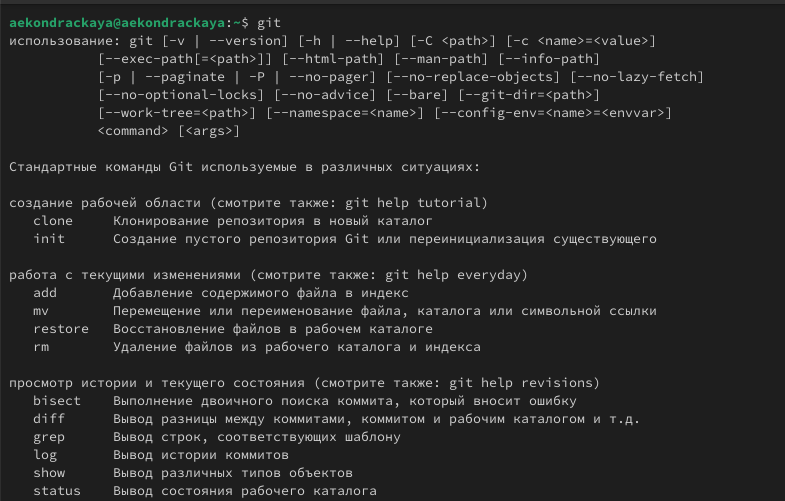 aekondrackaya@aekondrackaya:~$ git
использование: git [-v | --version] [-h | --help] [-C <path>] [-c <name>=<value>]
           [--exec-path[=<path>]] [--html-path] [--man-path] [--info-path]
           [-p | --paginate | -P | --no-pager] [--no-replace-objects] [--no-lazy-fetch]
           [--no-optional-locks] [--no-advice] [--bare] [--git-dir=<path>]
           [--work-tree=<path>] [--namespace=<name>] [--config-env=<name>=<envvar>]
           <command> [<args>]

Стандартные команды Git используемые в различных ситуациях:

создание рабочей области (смотрите также: git help tutorial)
   clone     Клонирование репозитория в новый каталог
   init      Создание пустого репозитория Git или переинициализация существующего

работа с текущими изменениями (смотрите также: git help everyday)
   add       Добавление содержимого файла в индекс
   mv        Перемещение или переименование файла, каталога или символьной ссылки
   restore   Восстановление файлов в рабочем каталоге
   rm        Удаление файлов из рабочего каталога и индекса

просмотр истории и текущего состояния (смотрите также: git help revisions)
   bisect    Выполнение двоичного поиска коммита, который вносит ошибку
   diff      Вывод разницы между коммитами, коммитом и рабочим каталогом и т.д.
   grep      Вывод строк, соответствующих шаблону
   log       Вывод истории коммитов
   show      Вывод различных типов объектов
   status    Вывод состояния рабочего каталога